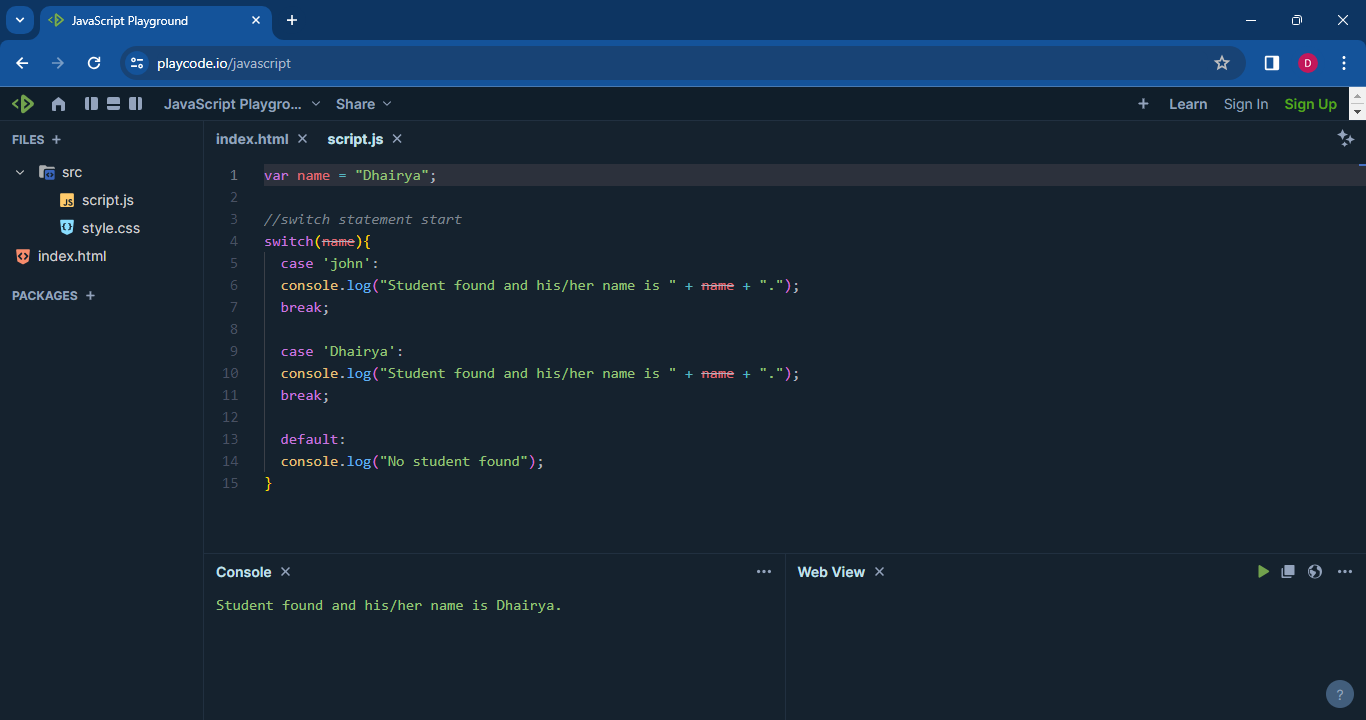 JavaScript Playground
playcode.io/javascript
D
JavaScript Playgro...
Share
Learn
Sign In
Sign Up
FILES +
src
JS script.js
style.css
index.html
PACKAGES +
index.html
script.js
1 var name = "Dhairya";
2
3 //switch statement start
4 switch(name){
5 case 'john':
6 console.log("Student found and his/her name is " + name + ".");
7 break;
8
9 case 'Dhairya':
10 console.log("Student found and his/her name is " + name + ".");
11 break;
12
13 default:
14 console.log("No student found");
15 }
Console
Student found and his/her name is Dhairya.
Web View
?